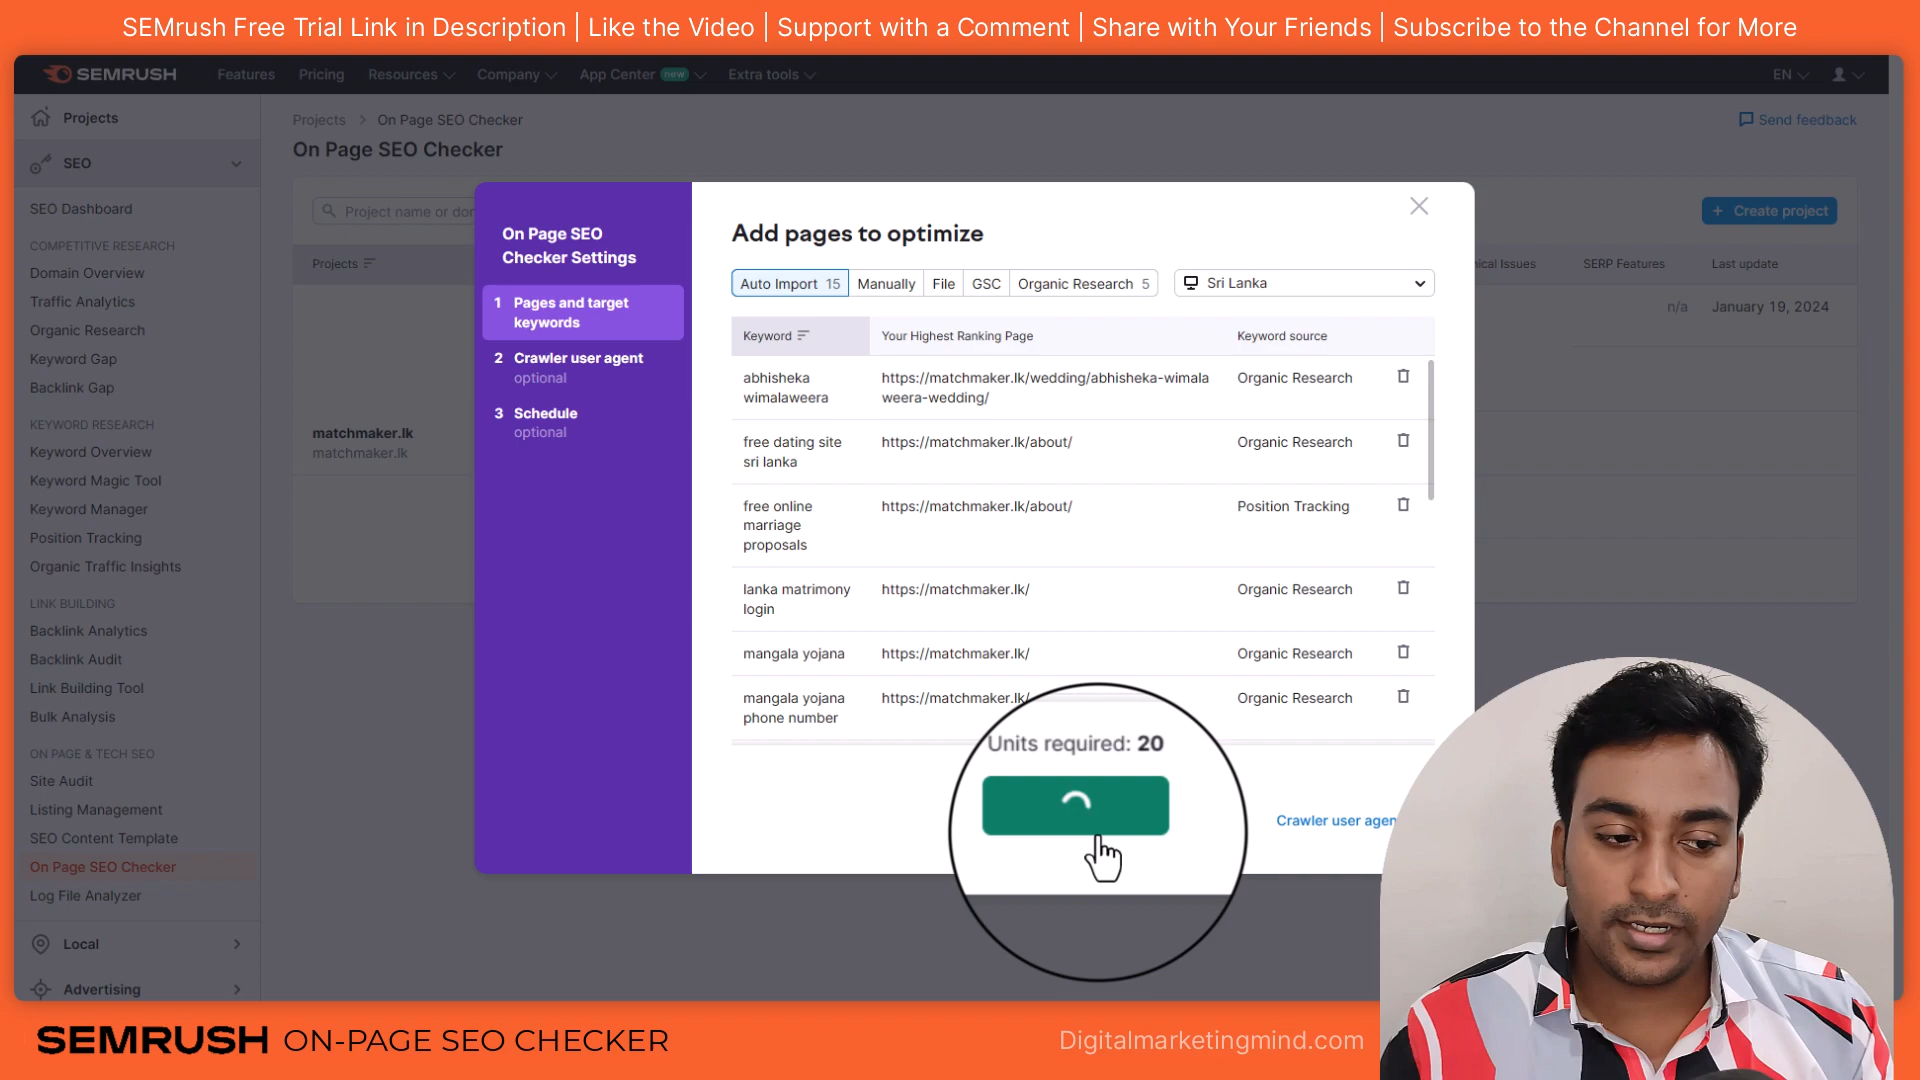 SEMrush Free Trial Link in Description | Like the Video | Support with a Comment | Share with Your Friends | Subscribe to the Channel for More
SEMRUSH
Features
Pricing
Resources
Company
App Center new
Extra tools
EN
Projects
SEO
SEO Dashboard
COMPETITIVE RESEARCH
Domain Overview
Traffic Analytics
Organic Research
Keyword Gap
Backlink Gap
KEYWORD RESEARCH
Keyword Overview
Keyword Magic Tool
Keyword Manager
Position Tracking
Organic Traffic Insights
LINK BUILDING
Backlink Analytics
Backlink Audit
Link Building Tool
Bulk Analysis
ON PAGE & TECH SEO
Site Audit
Listing Management
SEO Content Template
On Page SEO Checker
Log File Analyzer
Local
Advertising
Projects > On Page SEO Checker
Send feedback
On Page SEO Checker
Project name or
+ Create project
Projects
Issues
SERP Features
Last update
n/a
January 19, 2024
matchmaker.lk
matchmaker.lk
On Page SEO
Checker Settings
1 Pages and target
keywords
2 Crawler user agent
optional
3 Schedule
optional
Add pages to optimize
Auto Import 15
Manually
File
GSC
Organic Research 5
Sri Lanka
Keyword
Your Highest Ranking Page
Keyword source
abhisheka
wimalaweera
https://matchmaker.lk/wedding/abhisheka-wimala
weera-wedding/
Organic Research
free dating site
sri lanka
https://matchmaker.lk/about/
Organic Research
free online
marriage
proposals
https://matchmaker.lk/about/
Position Tracking
lanka matrimony
login
https://matchmaker.lk/
Organic Research
mangala yojana
https://matchmaker.lk/
Organic Research
mangala yojana
phone number
https://matchmaker.lk/
Organic Research
Units required: 20
Crawler user agen
SEMRUSH ON-PAGE SEO CHECKER
Digitalmarketingmind.com